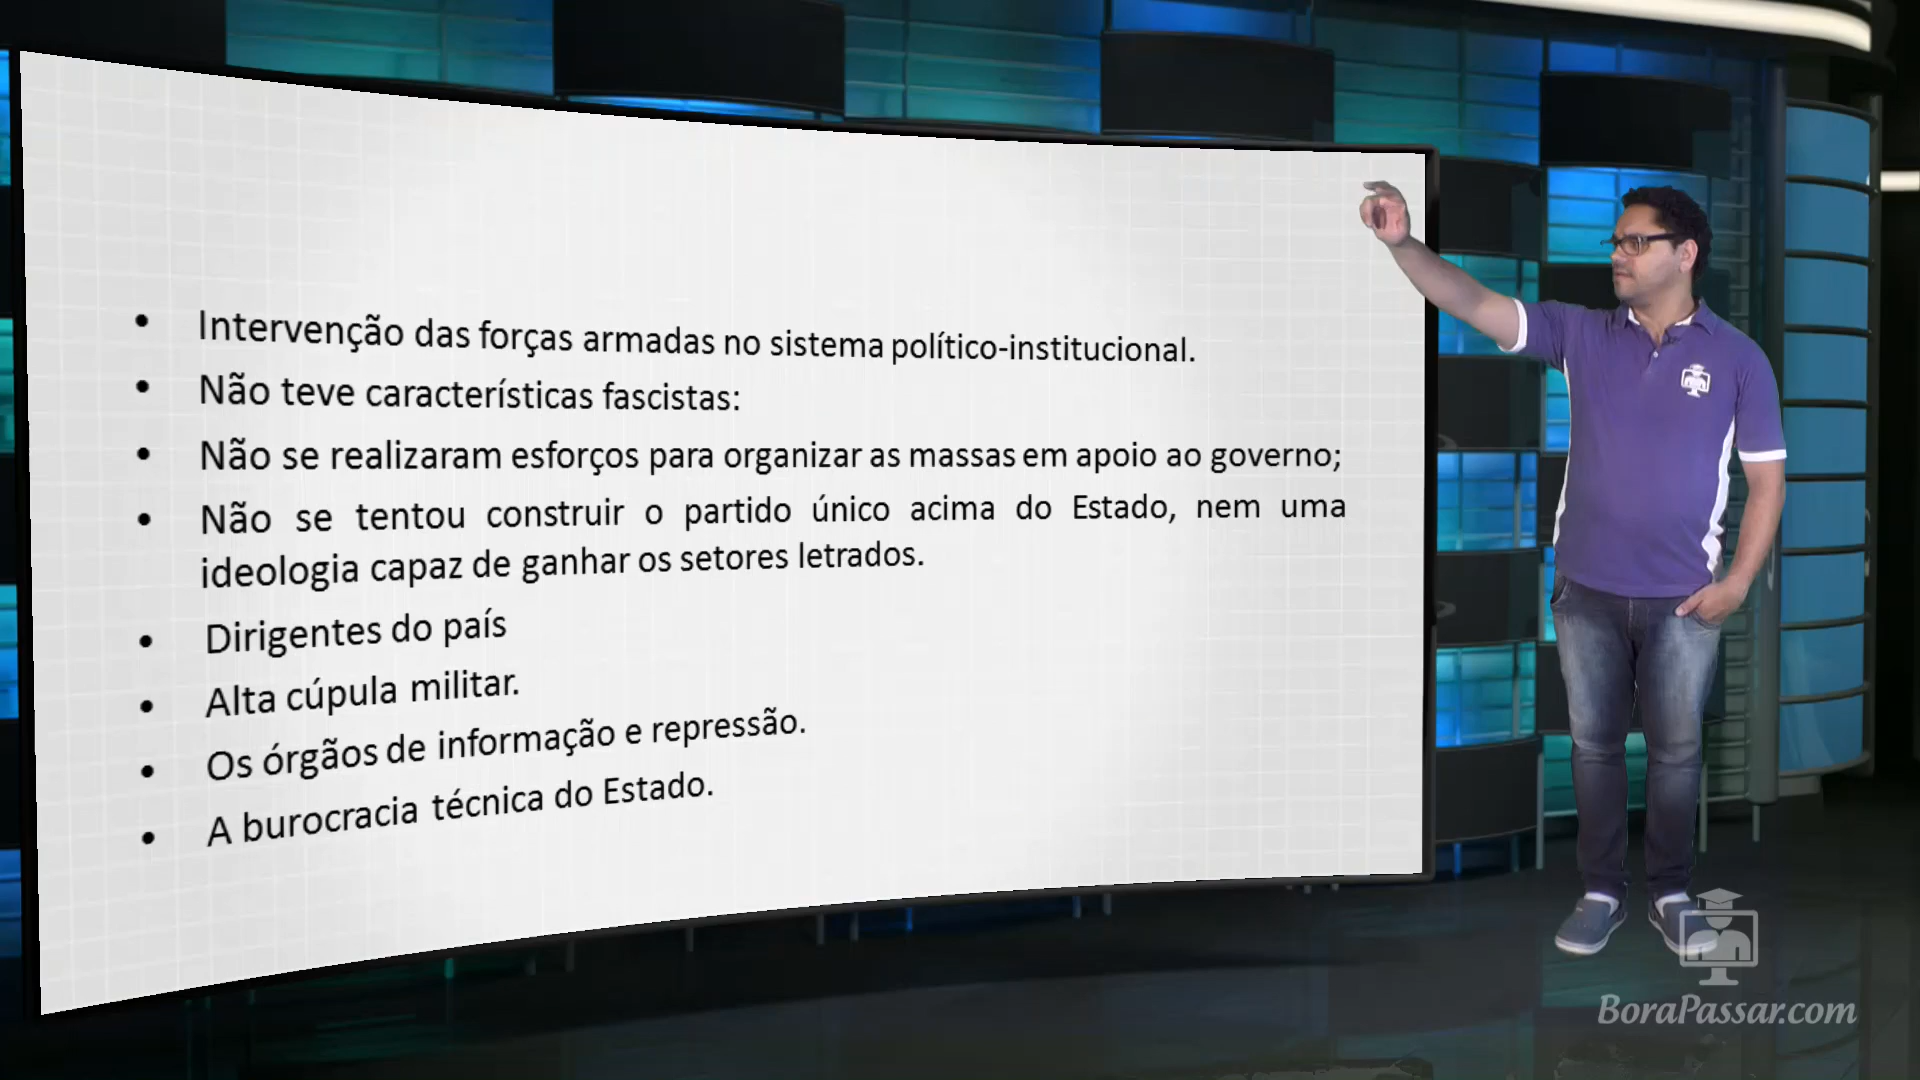 • Intervenção das forças armadas no sistema político-institucional.
• Não teve características fascistas:
• Não se realizaram esforços para organizar as massas em apoio ao governo;
• Não se tentou construir o partido único acima do Estado, nem uma
ideologia capaz de ganhar os setores letrados.
• Dirigentes do país
• Alta cúpula militar.
• Os órgãos de informação e repressão.
• A burocracia técnica do Estado.
BoraPassar.com